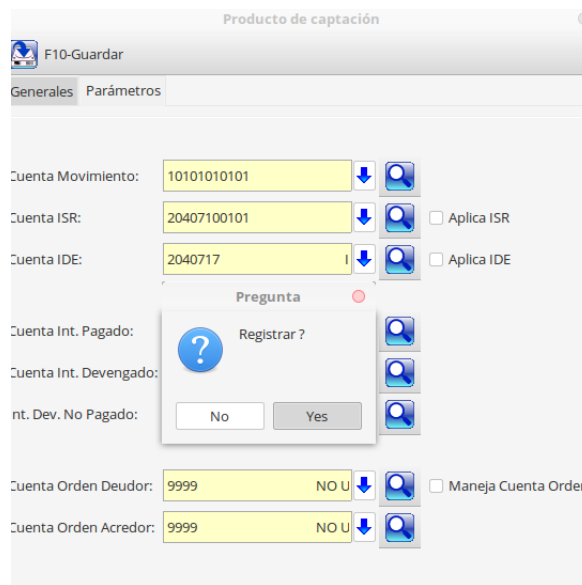 Producto de captación
F10-Guardar
Generales Parámetros
Cuenta Movimiento: 10101010101
Cuenta ISR: 20407100101 Aplica ISR
Cuenta IDE: 2040717 I Aplica IDE
Pregunta
Registrar ?
No Yes
Cuenta Int. Pagado:
Cuenta Int. Devengado:
nt. Dev. No Pagado:
Cuenta Orden Deudor: 9999 NO U Maneja Cuenta Orden
Cuenta Orden Acredor: 9999 NO U